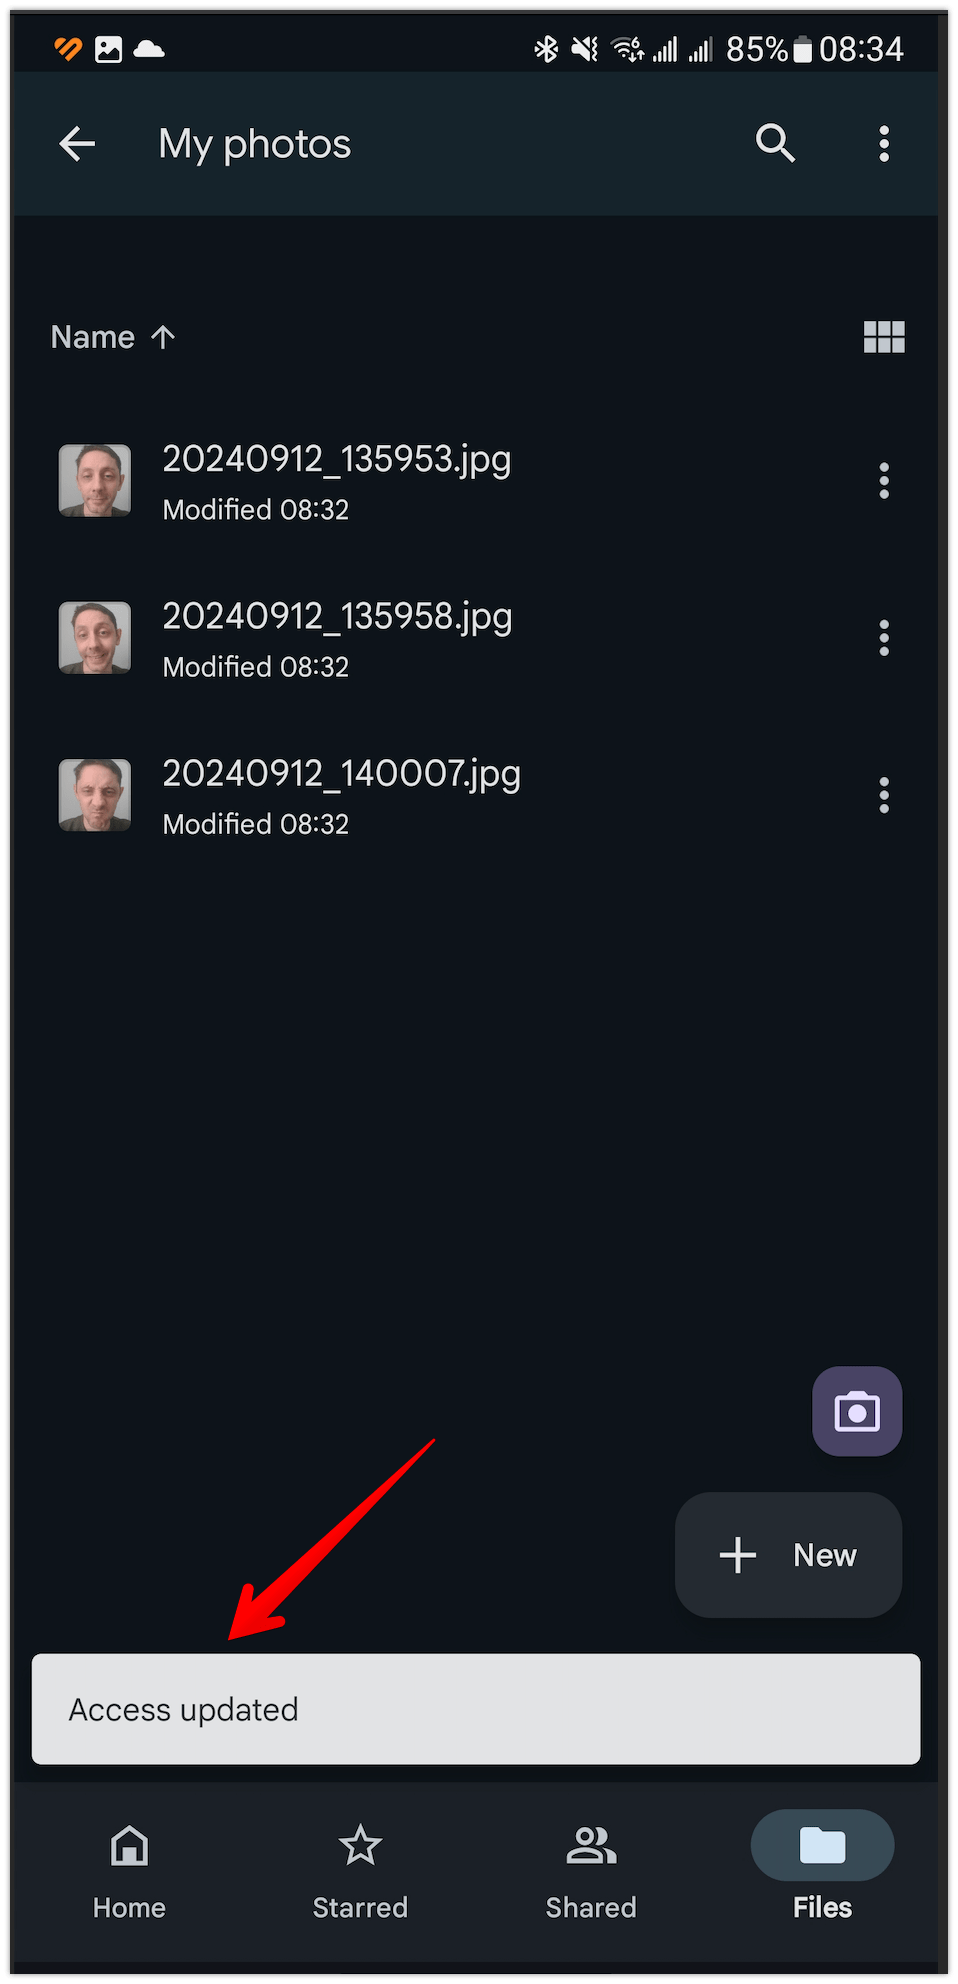 85% 08:34
My photos
Name
20240912_135953.jpg
Modified 08:32
20240912_135958.jpg
Modified 08:32
20240912_140007.jpg
Modified 08:32
New
Access updated
Home Starred Shared Files